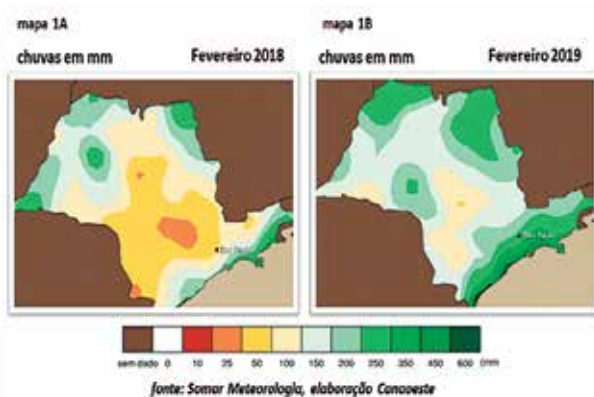 mapa 1A
mapa 1B
chuvas em mm Fevereiro 2018
chuvas em mm Fevereiro 2019
São Paulo
São Paulo
sem dado 0 10 25 50 100 150 200 250 350 450 600 (mm)
fonte: Somar Meteorologia, elaboração Canaoeste